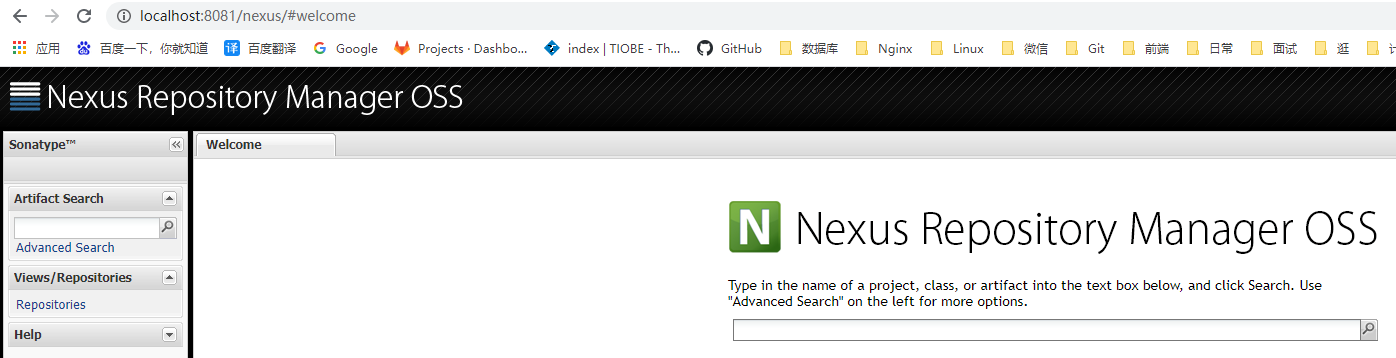 localhost:8081/nexus/#welcome
应用 百度一下，你就知道 译 百度翻译 Google Projects · Dashbo... index | TIOBE - Th... GitHub 数据库 Nginx Linux 微信 Git 前端 日常 面试 逛
Nexus Repository Manager OSS
Sonatype™
Welcome
Artifact Search
Advanced Search
Views/Repositories
Repositories
Help
N Nexus Repository Manager OSS
Type in the name of a project, class, or artifact into the text box below, and click Search. Use
"Advanced Search" on the left for more options.